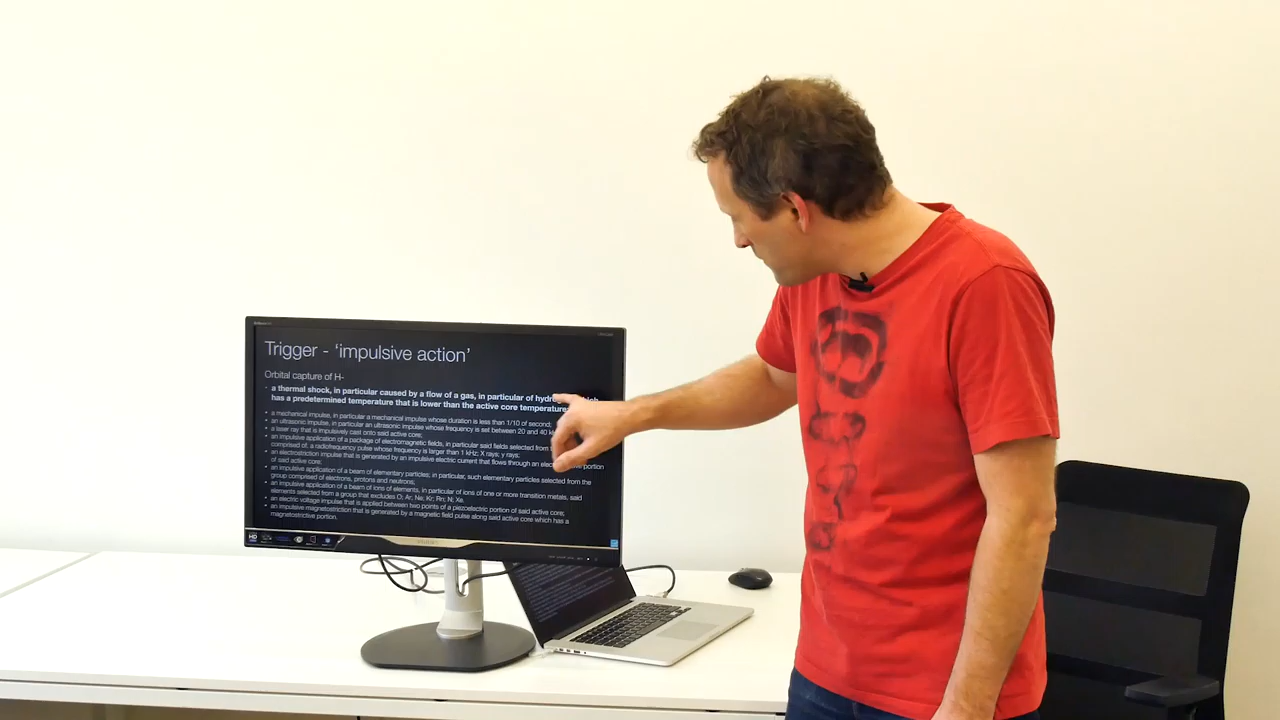 Trigger - 'impulsive action'
Orbital capture of H-
• a thermal shock, in particular caused by a flow of a gas, in particular of hydr which
has a predetermined temperature that is lower than the active core temperature;
• a mechanical impulse, in particular a mechanical impulse whose duration is less than 1/10 of second;
• an ultrasonic impulse, in particular an ultrasonic impulse whose frequency is set between 20 and 40
• a laser ray that is impulsively cast onto said active core;
• an impulsive application of a package of electromagnetic fields, in particular said fields selected from
comprised of: a radiofrequency pulse whose frequency is larger than 1 kHz; X rays; γ rays;
• an electrostriction impulse that is generated by an impulsive electric current that flows through an portion
of said active core;
• an impulsive application of a beam of elementary particles; in particular, such elementary particles selected from the
group comprised of electrons, protons and neutrons;
• an impulsive application of a beam of ions of elements, in particular of ions of one or more transition metals, said
elements selected from a group that excludes O; Ar; Ne; Kr; Rn; N; Xe.
• an electric voltage impulse that is applied between two points of a piezoelectric portion of said active core;
• an impulsive magnetostriction that is generated by a magnetic field pulse along said active core which has a
magnetostrictive portion.
HD